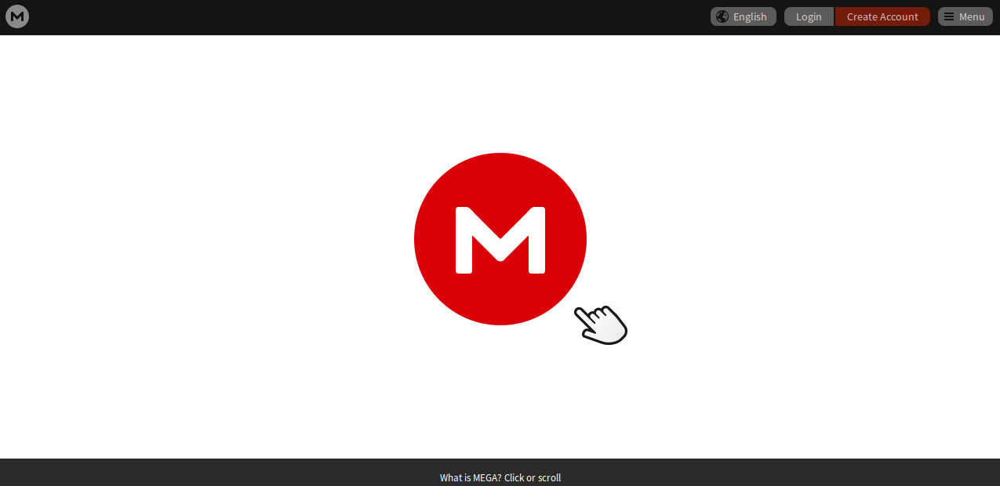 M
English
Login
Create Account
Menu
M
What is MEGA? Click or scroll